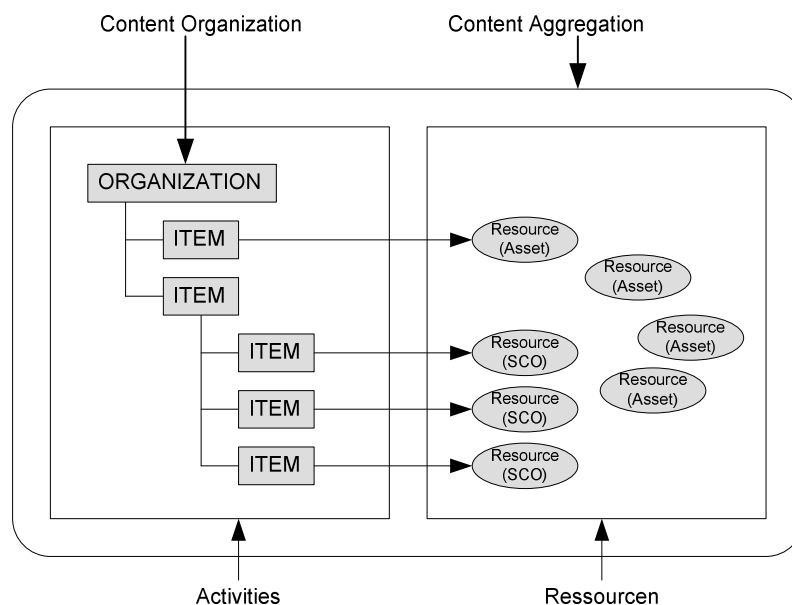 Content Organization
Content Aggregation
ORGANIZATION
ITEM
Resource
(Asset)
Resource
(Asset)
ITEM
Resource
(Asset)
ITEM
Resource
(SCO)
Resource
(Asset)
ITEM
Resource
(SCO)
ITEM
Resource
(SCO)
Activities
Ressourcen